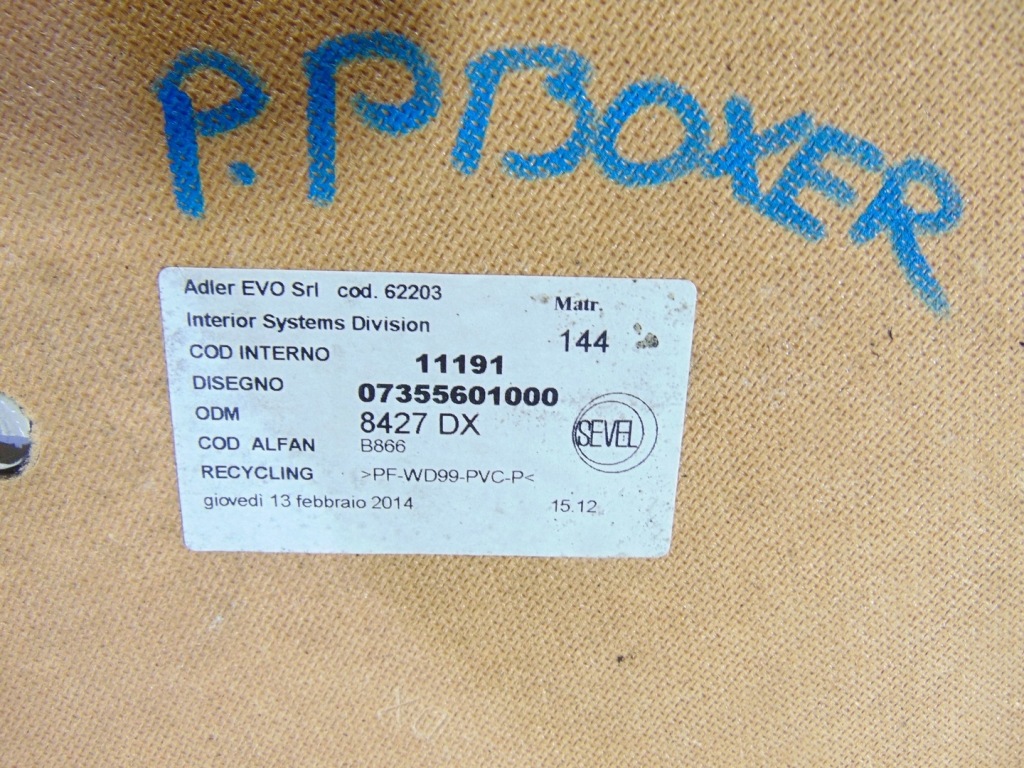 P.P BOXER
Adler EVO Srl cod. 62203
Matr.
Interior Systems Division
144
COD INTERNO 11191
DISEGNO 07355601000
ODM 8427 DX
SEVEL
COD ALFAN B866
RECYCLING >PF-WD99-PVC-P<
giovedì 13 febbraio 2014 15.12